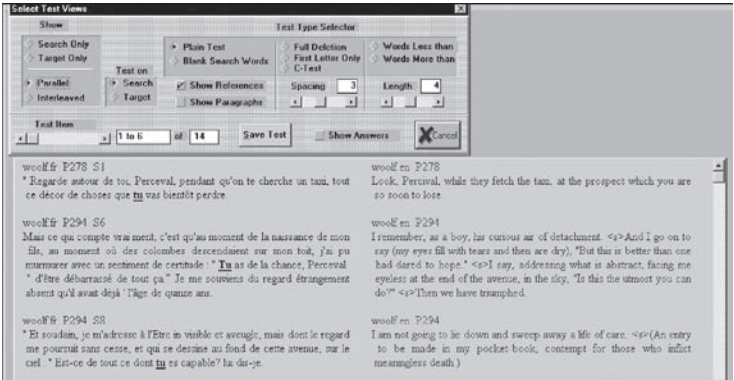 Select Test Views
Show
Test Type Selector
Search Only
Target Only
Parallel
Interleaved
Test on
Search
Target
Plain Text
Blank Search Words
Show References
Show Paragraphs
Full Deletion
First Letter Only
C-Test
Words Less than
Words More than
Spacing 3
Length 4
Test Item
1 to 6 of 14
Save Test
Show Answers
Cancel
woolf.fr P278 S1
" Regarde autour de toi, Perceval, pendant qu'on te cherche un taxi, tout
ce décor de choses que tu vas bientôt perdre.
woolf.fr P294 S6
Mais ce qui compte vraiment, c'est qu'au moment de la naissance de mon
fils, au moment où des colombes descendaient sur mon toit, j'ai pu
murmurer avec un sentiment de certitude : " Tu as de la chance, Perceval
" d'être débarrassé de tout ça." Je me souviens du regard étrangement
absent qu'il avait déjà ' l'âge de quinze ans.
woolf.fr P294 S8
" Et soudain, je m'adresse à l'Etre in visible et aveugle, mais dont le regard
me poursuit sans cesse, et qui se dessine au fond de cette avenue, sur le
ciel . " Est-ce de tout ce dont tu es capable? lui dis-je.
woolf.en P278
Look, Percival, while they fetch the taxi, at the prospect which you are
so soon to lose.
woolf.en P294
I remember, as a boy, his curious air of detachment. <s>And I go on to
say (my eyes fill with tears and then are dry), "But this is better than one
had dared to hope." <s>I say, addressing what is abstract, facing me
eyeless at the end of the avenue, in the sky, "Is this the utmost you can
do?" <s>Then we have triumphed.
woolf.en P294
I am not going to lie down and sweep away a life of care. <s>(An entry
to be made in my pocket-book; contempt for those who inflict
meaningless death.)